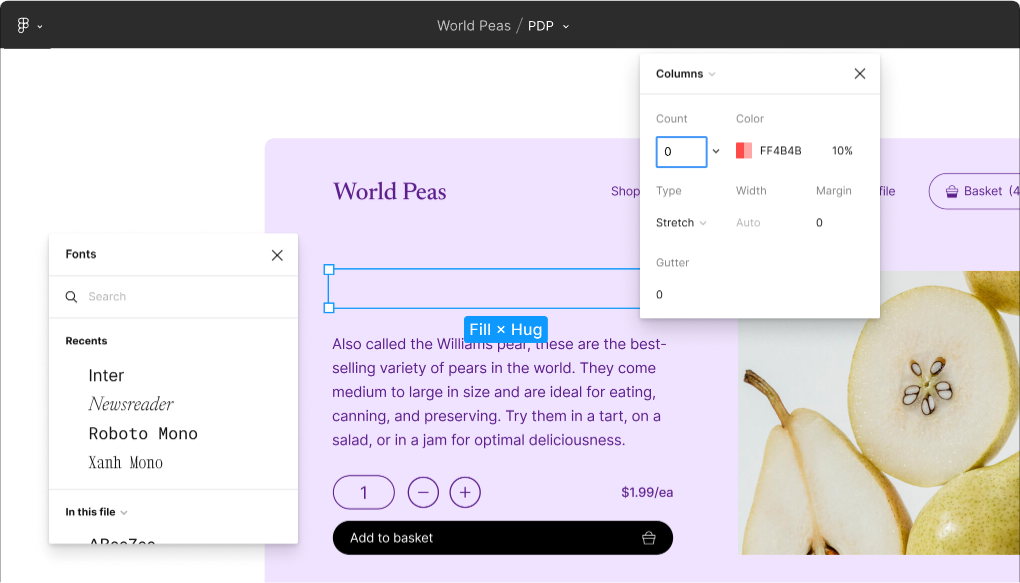 World Peas / PDP
Columns
Count
Color
0
FF4B4B
10%
Type
Width
Margin
Stretch
Auto
0
Gutter
0
World Peas
Shop
file
Basket (4
Fonts
Search
Recents
Inter
Newsreader
Roboto Mono
Xanh Mono
In this file
ABeeZee
Fill × Hug
Also called the Williams pear, these are the best-
selling variety of pears in the world. They come
medium to large in size and are ideal for eating,
canning, and preserving. Try them in a tart, on a
salad, or in a jam for optimal deliciousness.
1
$1.99/ea
Add to basket